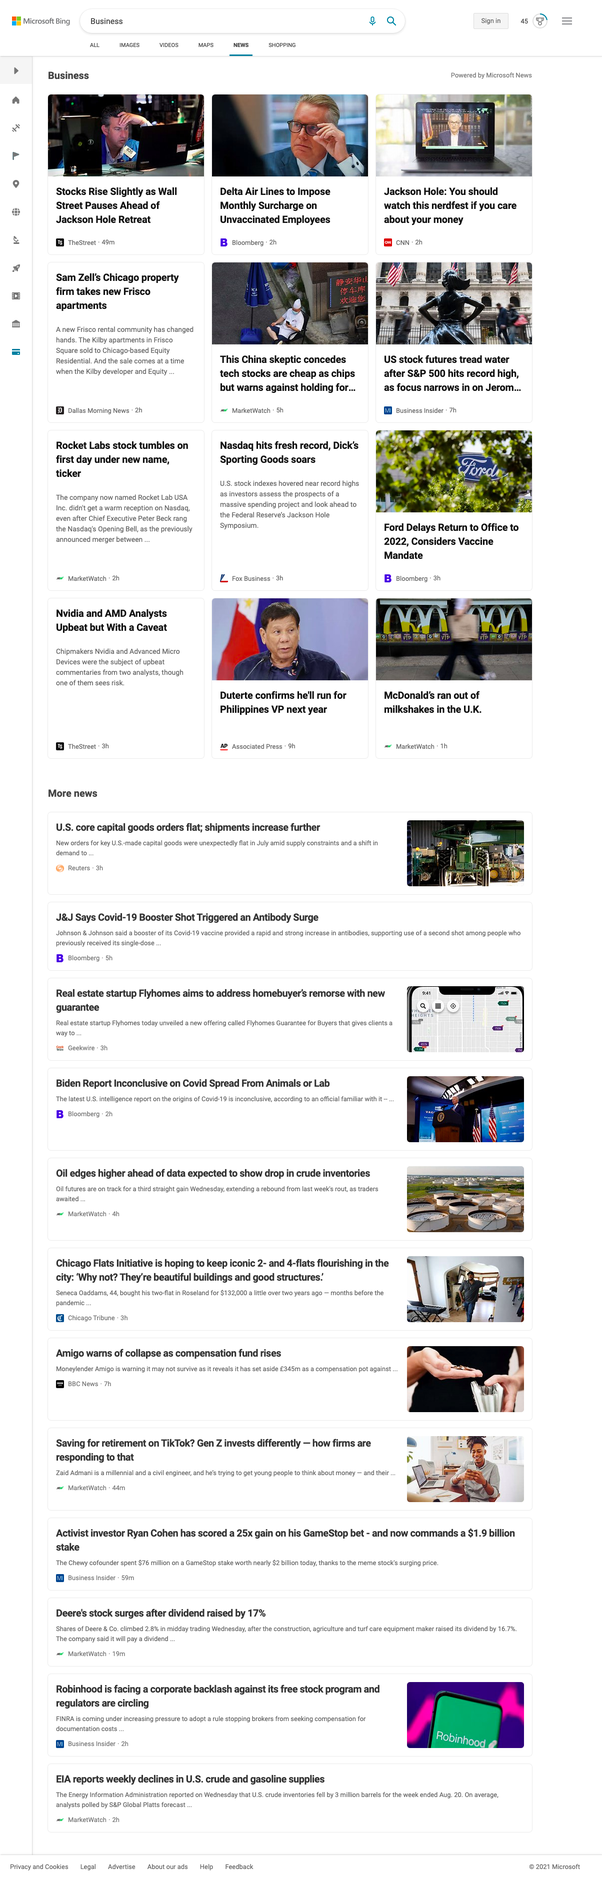 Microsoft Bing
Business
Sign in
45
ALL
IMAGES
VIDEOS
MAPS
NEWS
SHOPPING
Business
Powered by Microsoft News
Stocks Rise Slightly as Wall
Street Pauses Ahead of
Jackson Hole Retreat
TheStreet · 49m
Delta Air Lines to Impose
Monthly Surcharge on
Unvaccinated Employees
Bloomberg · 2h
Jackson Hole: You should
watch this nerdfest if you care
about your money
CNN · 2h
Sam Zell's Chicago property
firm takes new Frisco
apartments
A new Frisco rental community has changed
hands. The Kilby apartments in Frisco
Square sold to Chicago-based Equity
Residential. And the sale comes at a time
when the Kilby developer and Equity ...
Dallas Morning News · 2h
This China skeptic concedes
tech stocks are cheap as chips
but warns against holding for...
MarketWatch · 5h
US stock futures tread water
after S&P 500 hits record high,
as focus narrows in on Jerom...
Business Insider · 7h
Rocket Labs stock tumbles on
first day under new name,
ticker
The company now named Rocket Lab USA
Inc. didn't get a warm reception on Nasdaq,
even after Chief Executive Peter Beck rang
the Nasdaq's Opening Bell, as the previously
announced merger between ...
MarketWatch · 2h
Nasdaq hits fresh record, Dick's
Sporting Goods soars
U.S. stock indexes hovered near record highs
as investors assess the prospects of a
massive spending project and look ahead to
the Federal Reserve's Jackson Hole
Symposium.
Fox Business · 3h
Ford
Ford Delays Return to Office to
2022, Considers Vaccine
Mandate
Bloomberg · 3h
Nvidia and AMD Analysts
Upbeat but With a Caveat
Chipmakers Nvidia and Advanced Micro
Devices were the subject of upbeat
commentaries from two analysts, though
one of them sees risk.
TheStreet · 3h
Duterte confirms he'll run for
Philippines VP next year
AP Associated Press · 9h
McDonald's ran out of
milkshakes in the U.K.
MarketWatch · 1h
More news
U.S. core capital goods orders flat; shipments increase further
New orders for key U.S.-made capital goods were unexpectedly flat in July amid supply constraints and a shift in
demand to ...
Reuters · 3h
J&J Says Covid-19 Booster Shot Triggered an Antibody Surge
Johnson & Johnson said a booster of its Covid-19 vaccine provided a rapid and strong increase in antibodies, supporting use of a second shot among people who
previously received its single-dose ...
Bloomberg · 5h
Real estate startup Flyhomes aims to address homebuyer's remorse with new
guarantee
Real estate startup Flyhomes today unveiled a new offering called Flyhomes Guarantee for Buyers that gives clients a
way to ...
Geekwire · 3h
9:41
Biden Report Inconclusive on Covid Spread From Animals or Lab
The latest U.S. intelligence report on the origins of Covid-19 is inconclusive, according to an official familiar with it – ...
Bloomberg · 2h
Oil edges higher ahead of data expected to show drop in crude inventories
Oil futures are on track for a third straight gain Wednesday, extending a rebound from last week's rout, as traders
awaited ...
MarketWatch · 4h
Chicago Flats Initiative is hoping to keep iconic 2- and 4-flats flourishing in the
city: 'Why not? They're beautiful buildings and good structures.'
Seneca Oaddams, 44, bought his two-flat in Roseland for $132,000 a little over two years ago — months before the
pandemic ...
Chicago Tribune · 3h
Amigo warns of collapse as compensation fund rises
Moneylender Amigo is warning it may not survive as it reveals it has set aside £345m as a compensation pot against ...
BBC News · 7h
Saving for retirement on TikTok? Gen Z invests differently — how firms are
responding to that
Zaid Admani is a millennial and a civil engineer, and he's trying to get young people to think about money — and their ...
MarketWatch · 44m
Activist investor Ryan Cohen has scored a 25x gain on his GameStop bet - and now commands a $1.9 billion
stake
The Chewy cofounder spent $76 million on a GameStop stake worth nearly $2 billion today, thanks to the meme stock's surging price.
Business Insider · 59m
Deere's stock surges after dividend raised by 17%
Shares of Deere & Co. climbed 2.8% in midday trading Wednesday, after the construction, agriculture and turf care equipment maker raised its dividend by 16.7%.
The company said it will pay a dividend ...
MarketWatch · 19m
Robinhood is facing a corporate backlash against its free stock program and
regulators are circling
FINRA is coming under increasing pressure to adopt a rule stopping brokers from seeking compensation for
documentation costs ...
Business Insider · 2h
Robinhood
EIA reports weekly declines in U.S. crude and gasoline supplies
The Energy Information Administration reported on Wednesday that U.S. crude inventories fell by 3 million barrels for the week ended Aug. 20. On average,
analysts polled by S&P Global Platts forecast ...
MarketWatch · 2h
Privacy and Cookies
Legal
Advertise
About our ads
Help
Feedback
© 2021 Microsoft